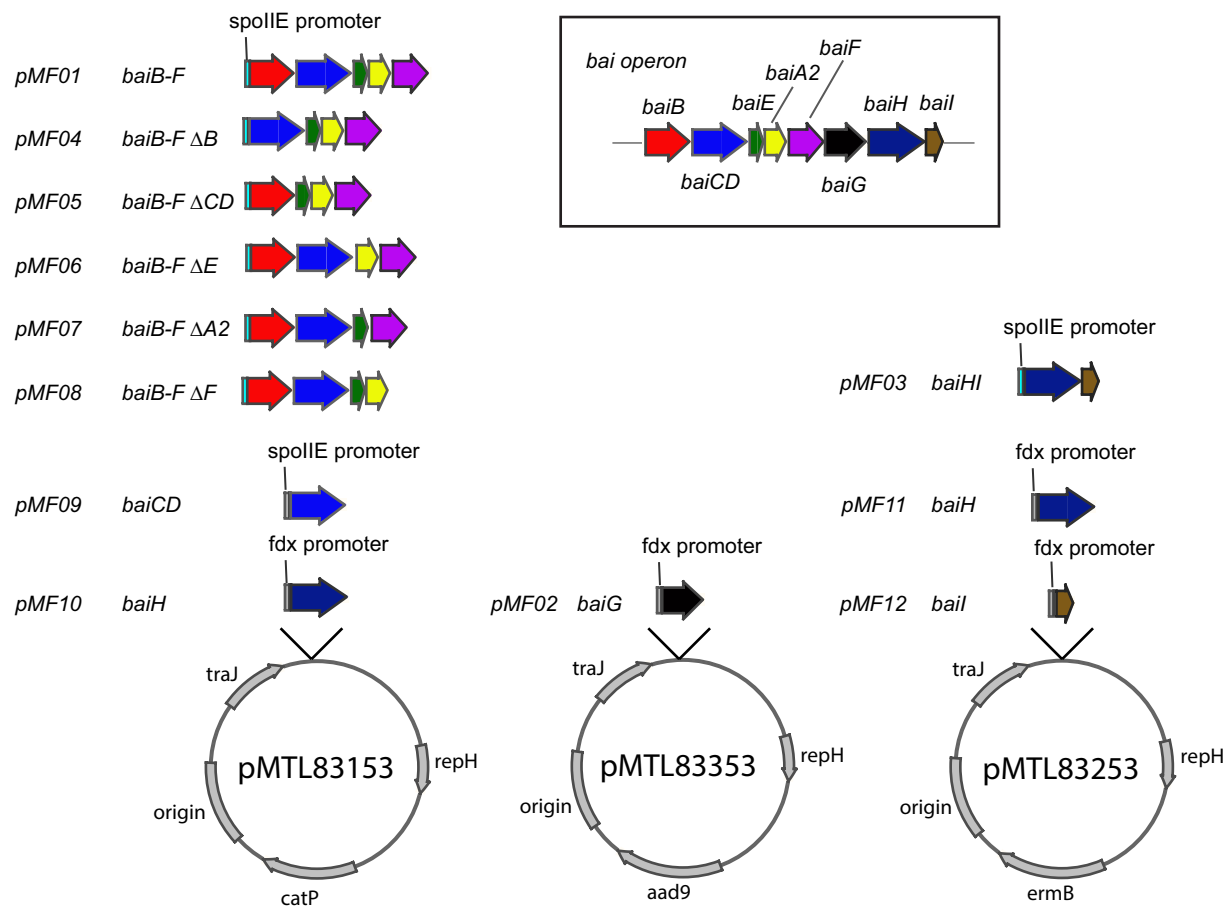 spoIIE promoter
pMF01 baiB-F
pMF04 baiB-F ΔB
pMF05 baiB-F ΔCD
pMF06 baiB-F ΔE
pMF07 baiB-F ΔA2
pMF08 baiB-F ΔF
bai operon
baiF
baiA2
baiB
baiE
baiH
baiI
baiCD
baiG
spoIIE promoter
pMF03 baiHI
spoIIE promoter
pMF09 baiCD
fdx promoter
pMF11 baiH
fdx promoter
pMF10 baiH
fdx promoter
pMF02 baiG
fdx promoter
pMF12 baiI
traJ
repH
pMTL83153
origin
catP
traJ
repH
pMTL83353
origin
aad9
traJ
repH
pMTL83253
origin
ermB